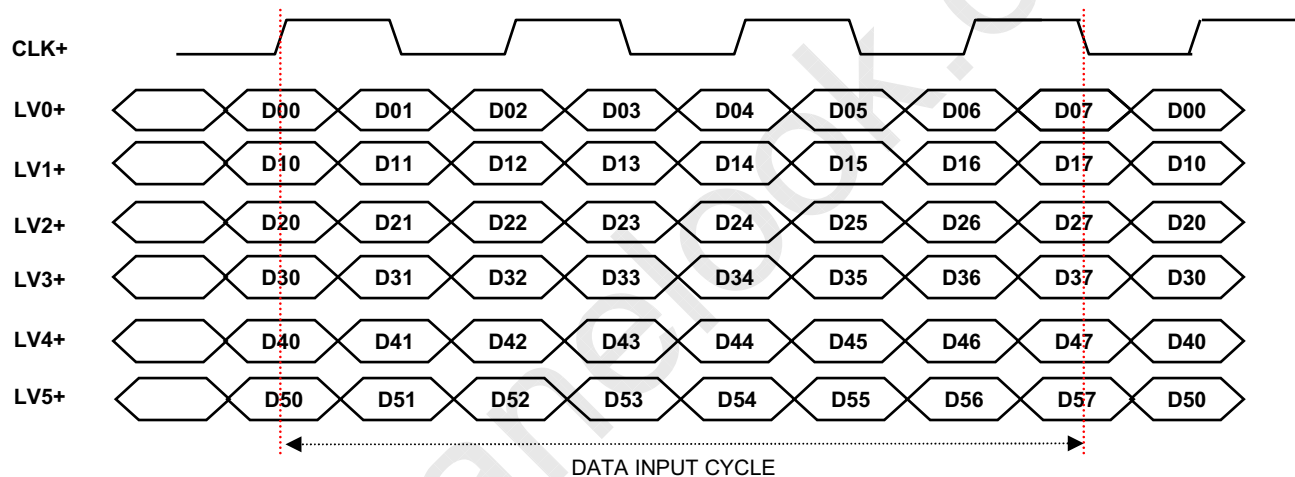 CLK+
LV0+ D00 D01 D02 D03 D04 D05 D06 D07 D00
LV1+ D10 D11 D12 D13 D14 D15 D16 D17 D10
LV2+ D20 D21 D22 D23 D24 D25 D26 D27 D20
LV3+ D30 D31 D32 D33 D34 D35 D36 D37 D30
LV4+ D40 D41 D42 D43 D44 D45 D46 D47 D40
LV5+ D50 D51 D52 D53 D54 D55 D56 D57 D50
DATA INPUT CYCLE
anelook.c